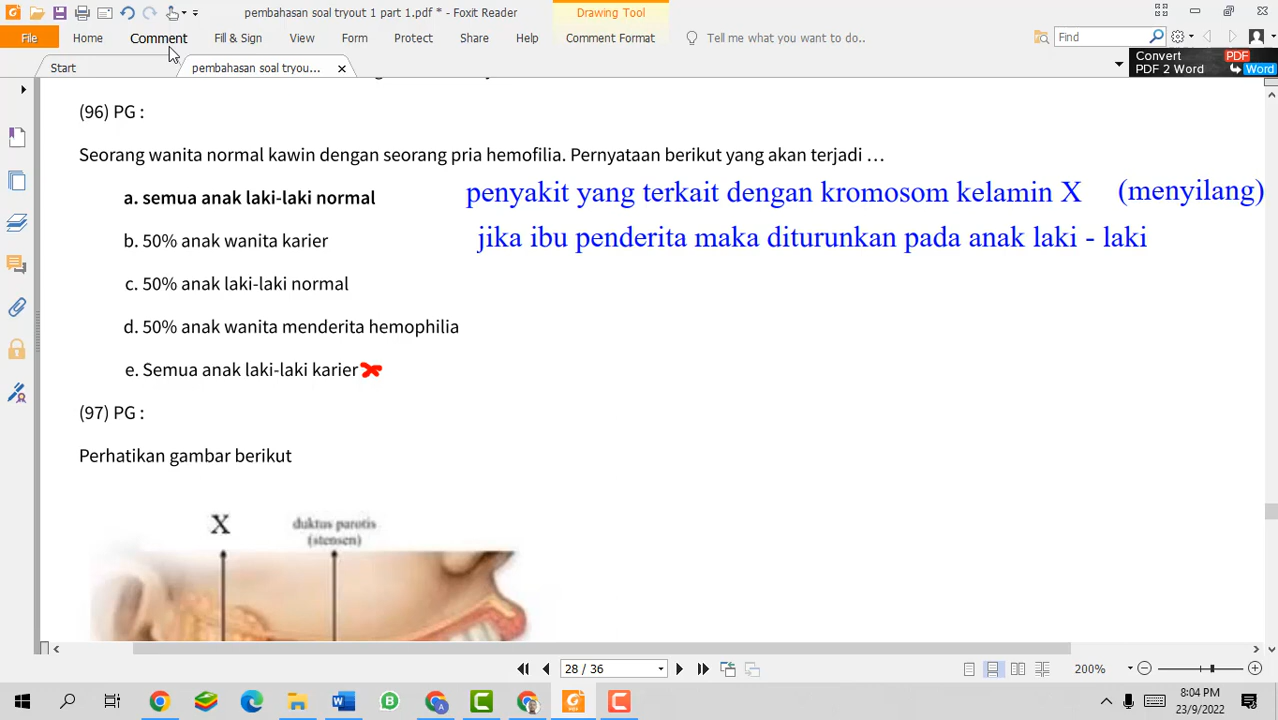 pembahasan soal tryout 1 part 1.pdf * - Foxit Reader
Drawing Tool
File Home Comment Fill & Sign View Form Protect Share Help Comment Format Tell me what you want to do.. Find
Start pembahasan soal tryou... Convert PDF
PDF 2 Word Word
(96) PG :
Seorang wanita normal kawin dengan seorang pria hemofilia. Pernyataan berikut yang akan terjadi …
a. semua anak laki-laki normal
penyakit yang terkait dengan kromosom kelamin X (menyilang)
b. 50% anak wanita karier
jika ibu penderita maka diturunkan pada anak laki - laki
c. 50% anak laki-laki normal
d. 50% anak wanita menderita hemophilia
e. Semua anak laki-laki karier
(97) PG :
Perhatikan gambar berikut
X
duktus parotis
(stensen)
28 / 36
200%
8:04 PM
23/9/2022